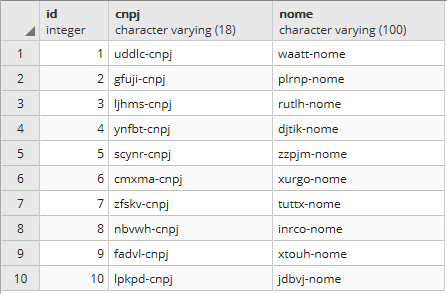 id cnpj nome
integer character varying (18) character varying (100)
1 1 uddlc-cnpj waatt-nome
2 2 gfuji-cnpj plrnp-nome
3 3 ljhms-cnpj rutlh-nome
4 4 ynfbt-cnpj djtik-nome
5 5 scynr-cnpj zzpjm-nome
6 6 cmxma-cnpj xurgo-nome
7 7 zfskv-cnpj tuttx-nome
8 8 nbvwh-cnpj inrco-nome
9 9 fadvl-cnpj xtouh-nome
10 10 lpkpd-cnpj jdbvj-nome